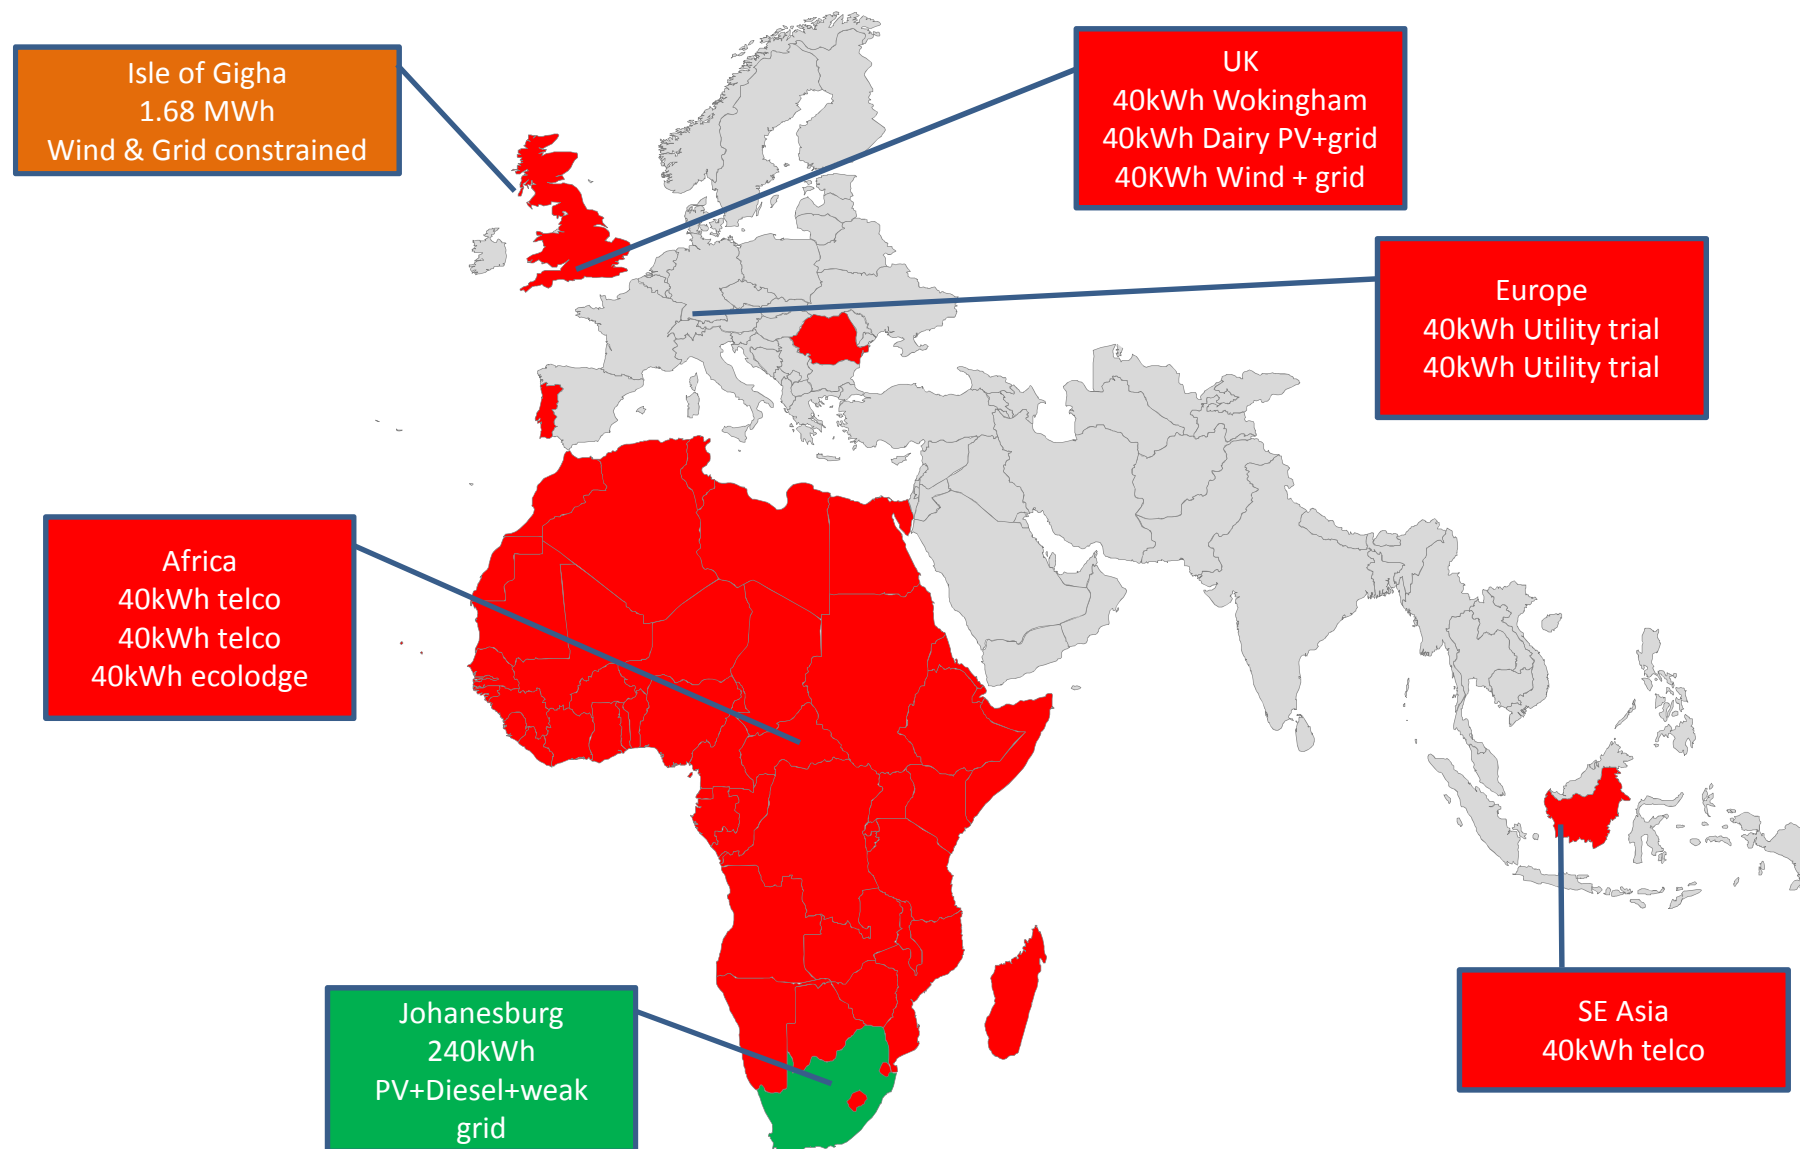 Isle of Gigha
1.68 MWh
Wind & Grid constrained
UK
40kWh Wokingham
40kWh Dairy PV+grid
40KWh Wind + grid
Europe
40kWh Utility trial
40kWh Utility trial
Africa
40kWh telco
40kWh telco
40kWh ecolodge
Johanesburg
240kWh
PV+Diesel+weak
grid
SE Asia
40kWh telco